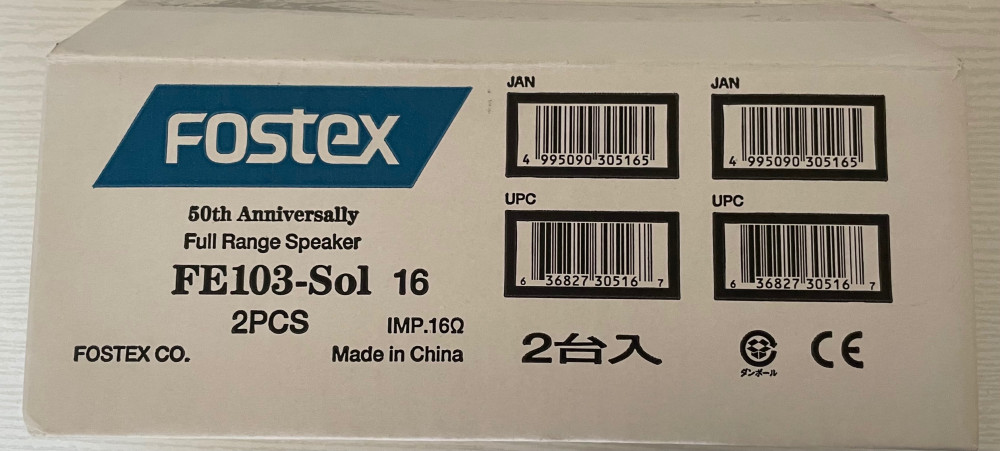 FOSTEX
50th Anniversally
Full Range Speaker
FE103-Sol 16
2PCS
IMP.16Ω
FOSTEX CO.
Made in China
JAN
4 995090 305165
JAN
4 995090 305165
UPC
6 36827 30516 7
UPC
6 36827 30516 7
2台入
ダンボール
CE